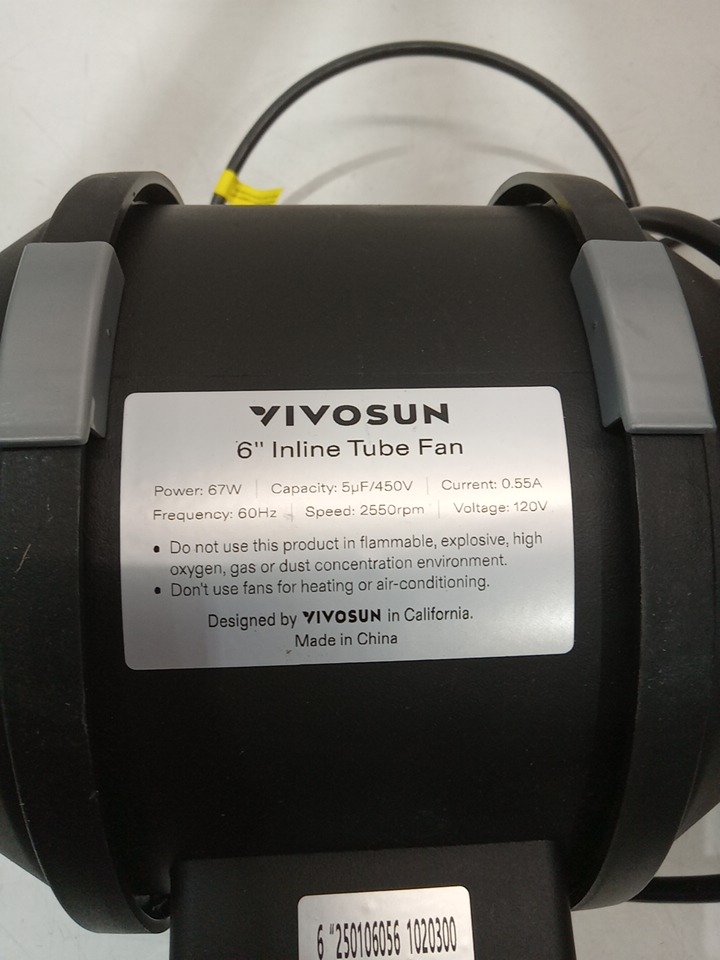 VIVOSUN
6" Inline Tube Fan
Power: 67W | Capacity: 5μF/450V | Current: 0.55A
Frequency: 60Hz | Speed: 2550rpm | Voltage: 120V
• Do not use this product in flammable, explosive, high
oxygen, gas or dust concentration environment.
• Don't use fans for heating or air-conditioning.
Designed by VIVOSUN in California.
Made in China
6 "250106056 1020300